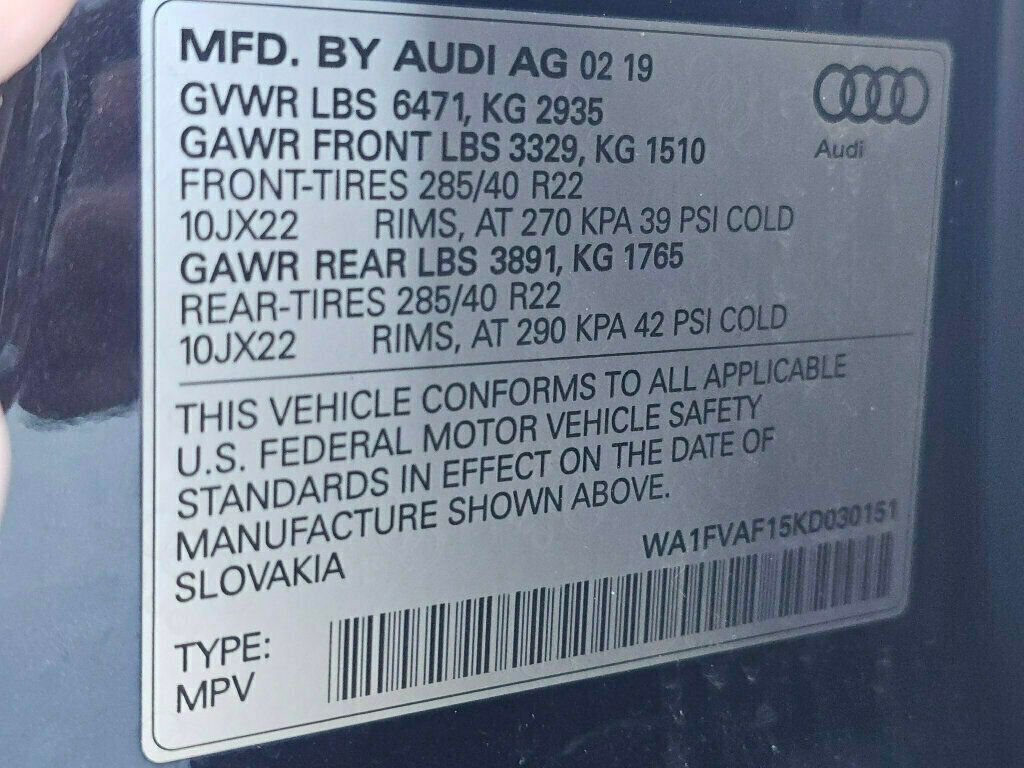 MFD. BY AUDI AG 02 19
GVWR LBS 6471, KG 2935
GAWR FRONT LBS 3329, KG 1510
FRONT-TIRES 285/40 R22
10JX22 RIMS, AT 270 KPA 39 PSI COLD
GAWR REAR LBS 3891, KG 1765
REAR-TIRES 285/40 R22
10JX22 RIMS, AT 290 KPA 42 PSI COLD
Audi
THIS VEHICLE CONFORMS TO ALL APPLICABLE
U.S. FEDERAL MOTOR VEHICLE SAFETY
STANDARDS IN EFFECT ON THE DATE OF
MANUFACTURE SHOWN ABOVE.
SLOVAKIA
WA1FVAF15KD030151
TYPE:
MPV